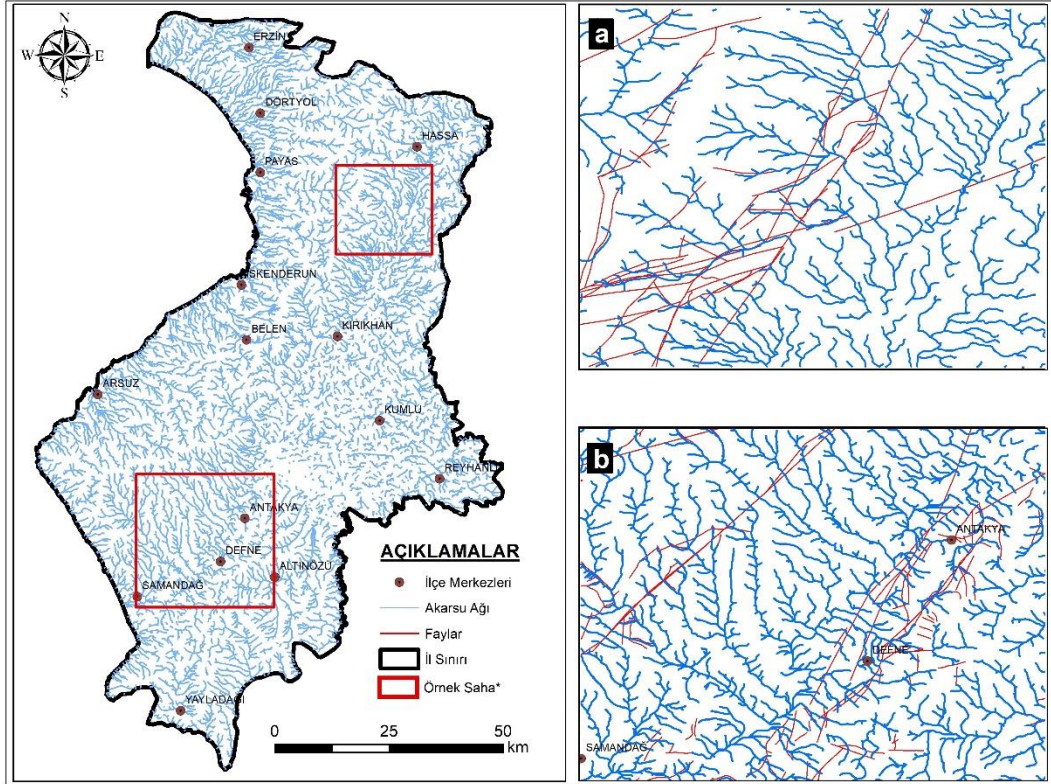 N
W E
S
ERZİN
DÖRTYOL
HASSA
PAYAS
İSKENDERUN
BELEN
KIRIKHAN
ARSUZ
KUMLU
REYHANLI
ANTAKYA
DEFNE
ALTINÖZÜ
SAMANDAĞ
YAYLADAĞI
AÇIKLAMALAR
İlçe Merkezleri
Akarsu Ağı
Faylar
İl Sınırı
Örnek Saha*
0 25 50
km
a
b
ANTAKYA
DEFNE
SAMANDAĞ